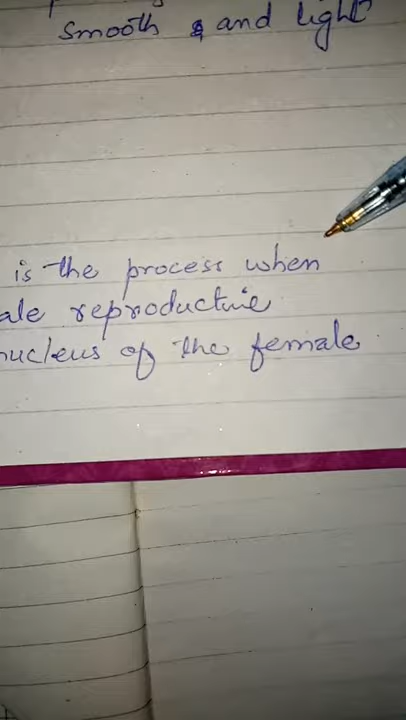 smooth and light
is the process when
ale reproductive
nucleus of the female